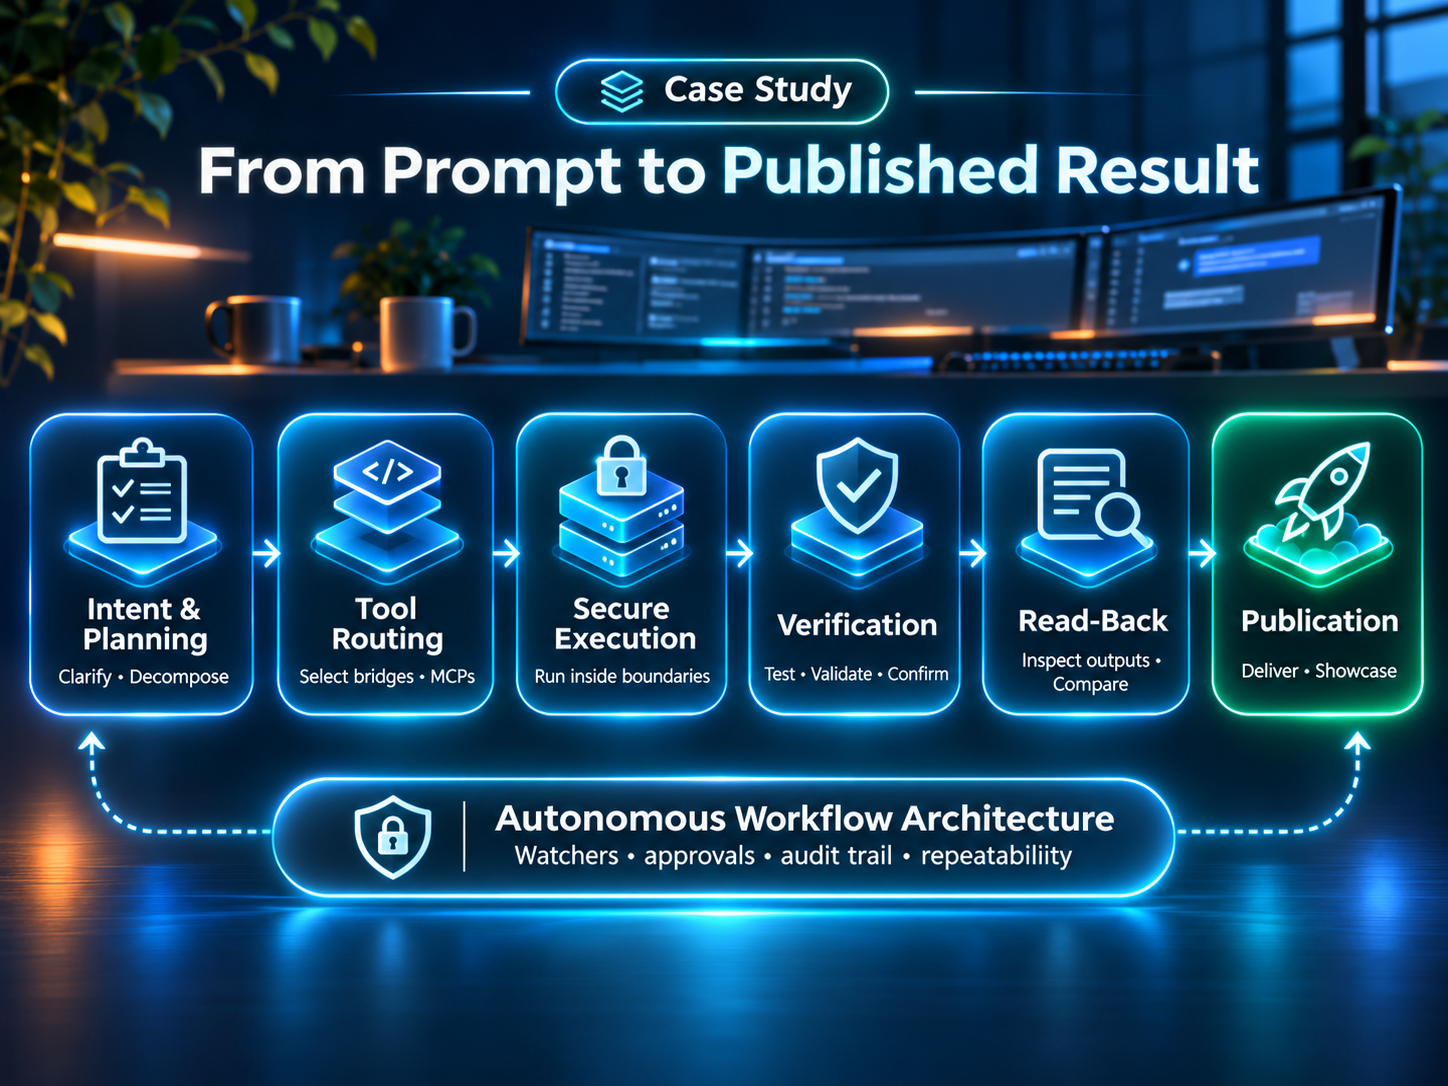 Case Study
From Prompt to Published Result
</>
Intent &
Planning
Clarify • Decompose
Tool
Routing
Select bridges • MCPs
Secure
Execution
Run inside boundaries
Verification
Test • Validate • Confirm
Read-Back
Inspect outputs •
Compare
Publication
Deliver • Showcase
Autonomous Workflow Architecture
Watchers • approvals • audit trail • repeatabiliity